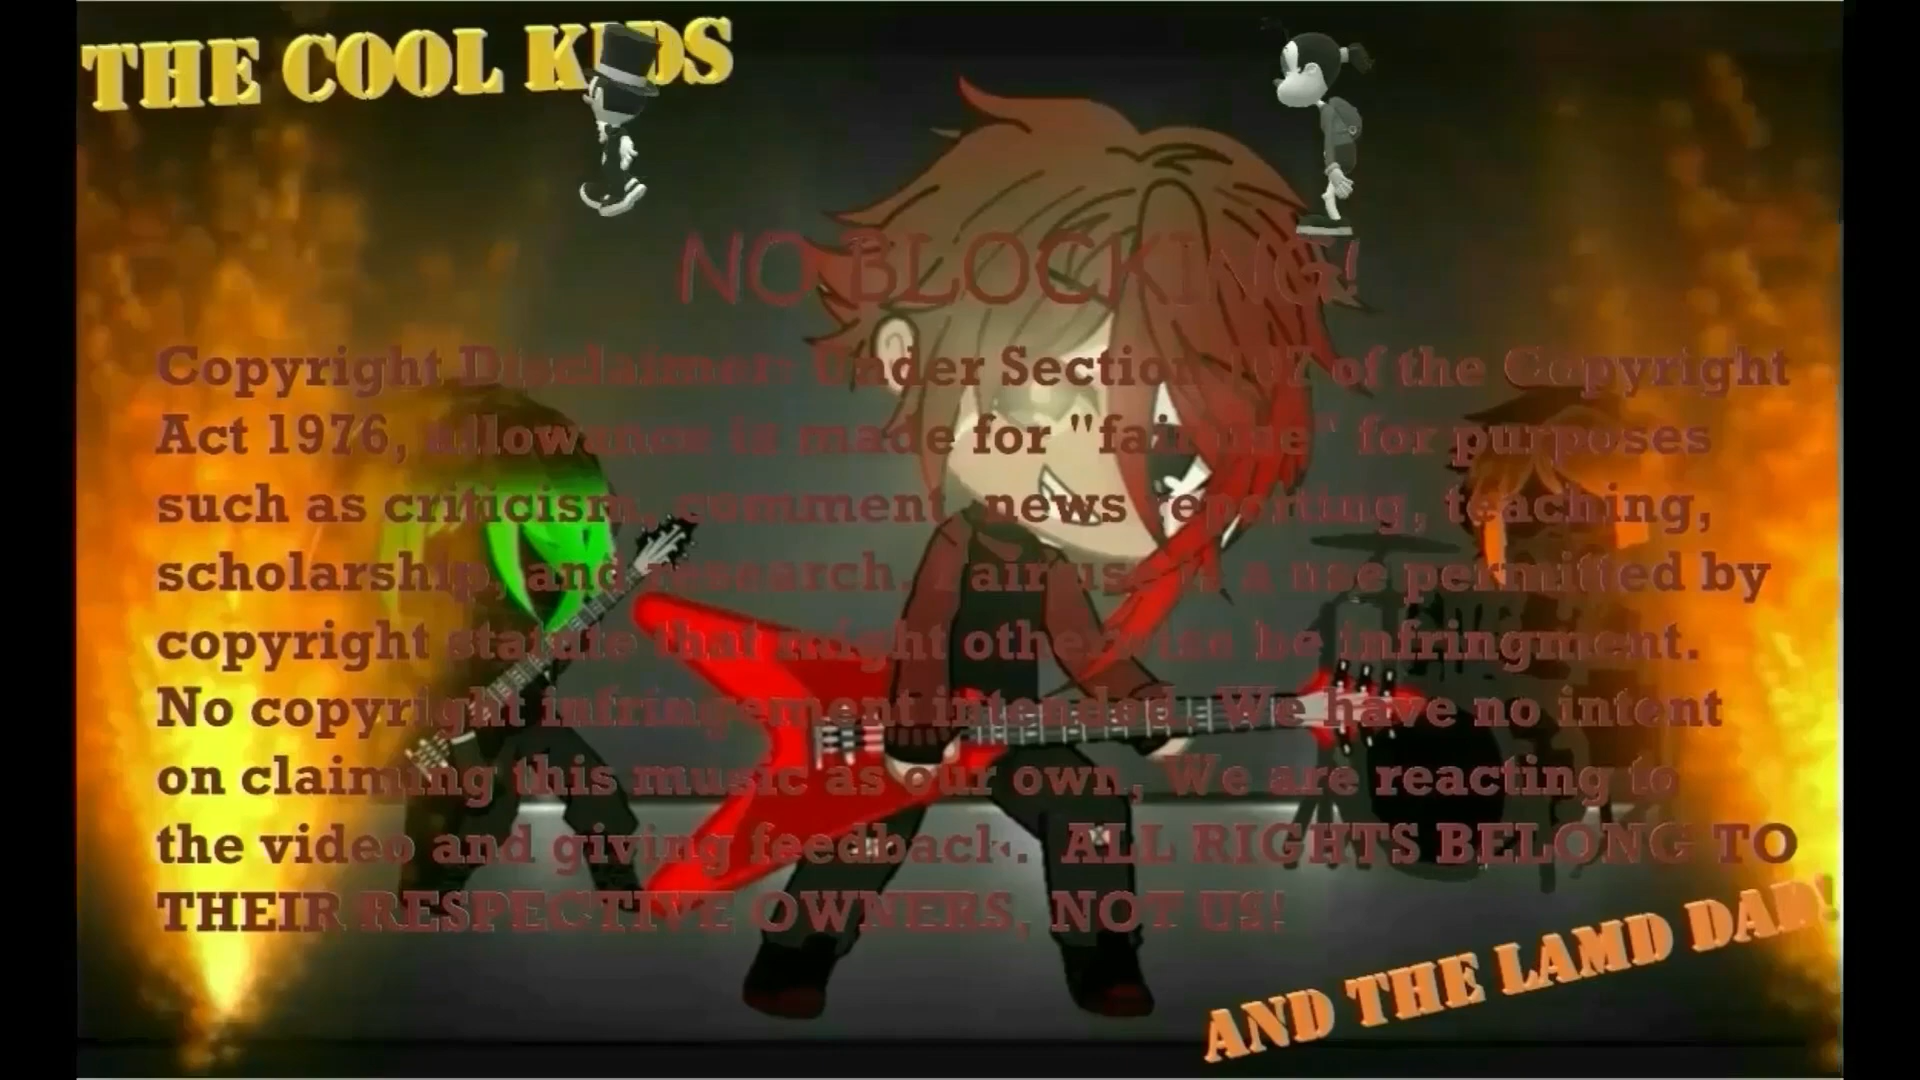 THE COOL KIDS
NO BLOCKING!
Copyright Disclaimer: Under Section 107 of the Copyright
Act 1976, allowance is made for "fair use" for purposes
such as criticism, comment, news reporting, teaching,
scholarship, and research. Fair use is a use permitted by
copyright statute that might otherwise be infringment.
No copyright infringement intended. We have no intent
on claiming this music as our own, We are reacting to
the video and giving feedback. ALL RIGHTS BELONG TO
THEIR RESPECTIVE OWNERS, NOT US!
AND THE LAMD DAD!